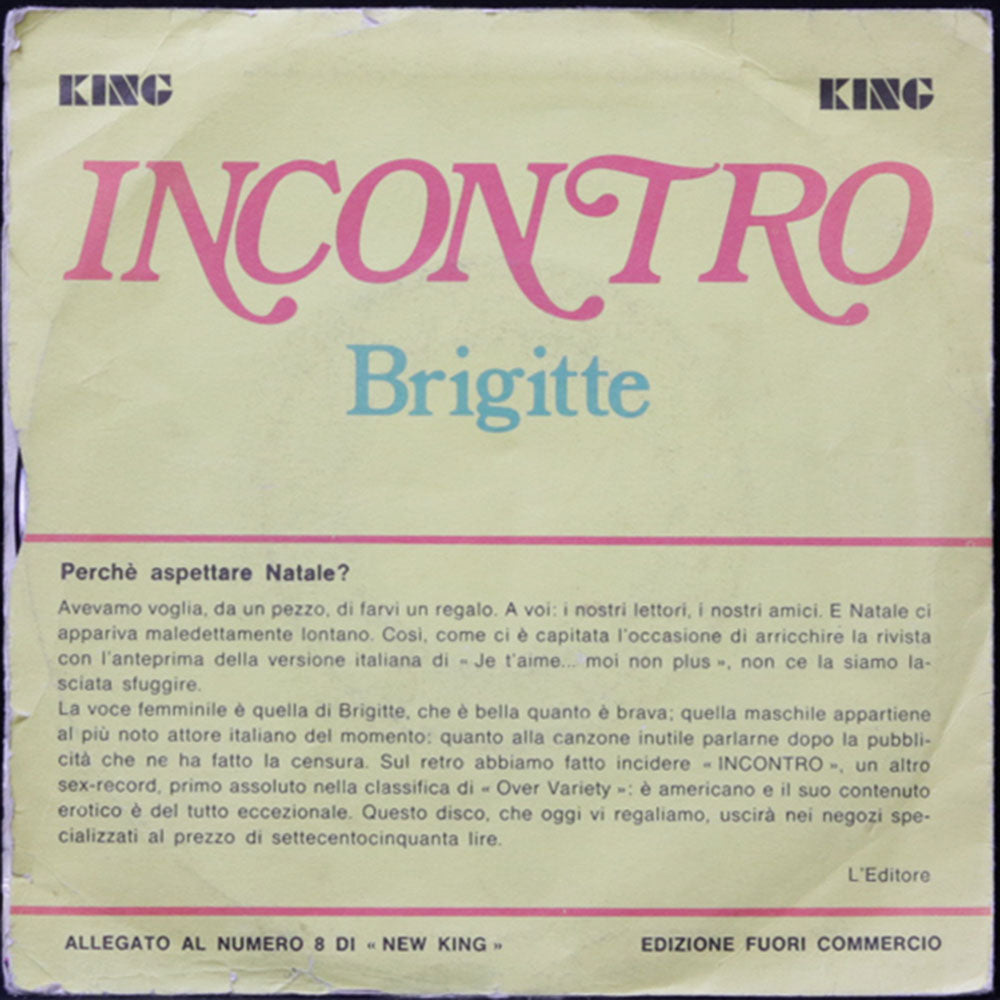 KING KING
INCONTRO
Brigitte
Perchè aspettare Natale?
Avevamo voglia, da un pezzo, di farvi un regalo. A voi: i nostri lettori, i nostri amici. E Natale ci
appariva maledettamente lontano. Così, come ci è capitata l'occasione di arricchire la rivista
con l'anteprima della versione italiana di « Je t'aime... moi non plus », non ce la siamo la-
sciata sfuggire.
La voce femminile è quella di Brigitte, che è bella quanto è brava; quella maschile appartiene
al più noto attore italiano del momento; quanto alla canzone inutile parlarne dopo la pubbli-
cità che ne ha fatto la censura. Sul retro abbiamo fatto incidere « INCONTRO », un altro
sex-record, primo assoluto nella classifica di « Over Variety »: è americano e il suo contenuto
erotico è del tutto eccezionale. Questo disco, che oggi vi regaliamo, uscirà nei negozi spe-
cializzati al prezzo di settecentocinquanta lire.
L'Editore
ALLEGATO AL NUMERO 8 DI « NEW KING » EDIZIONE FUORI COMMERCIO